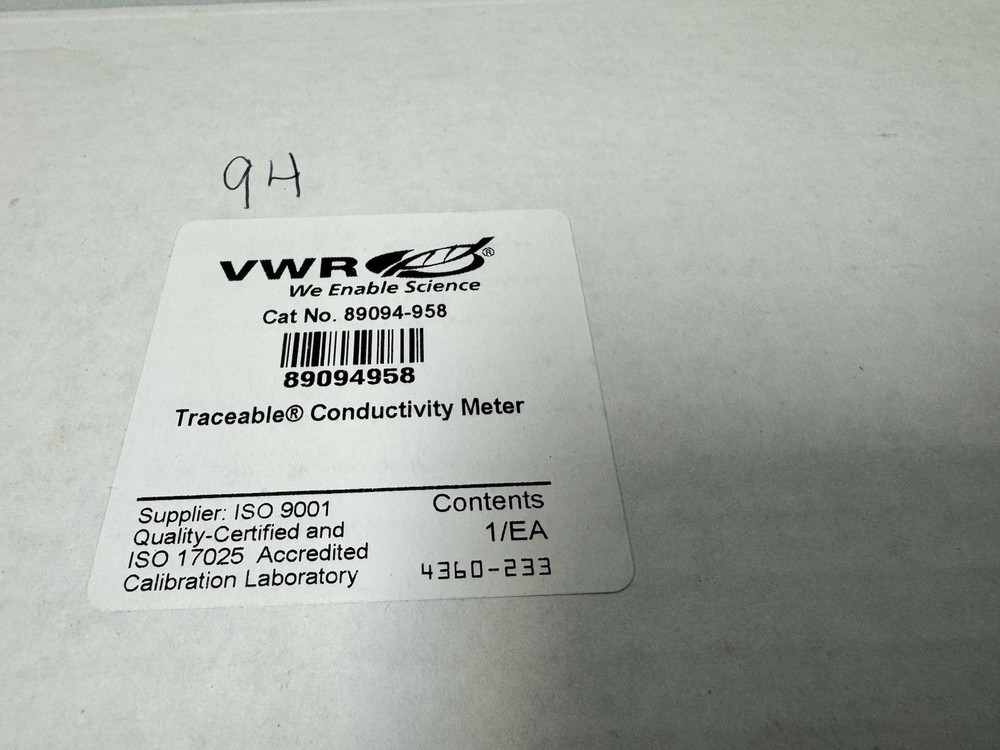 94
VWR®
We Enable Science
Cat No. 89094-958
89094958
Traceable® Conductivity Meter
Supplier: ISO 9001
Quality-Certified and
ISO 17025 Accredited
Calibration Laboratory
Contents
1/EA
4360-233